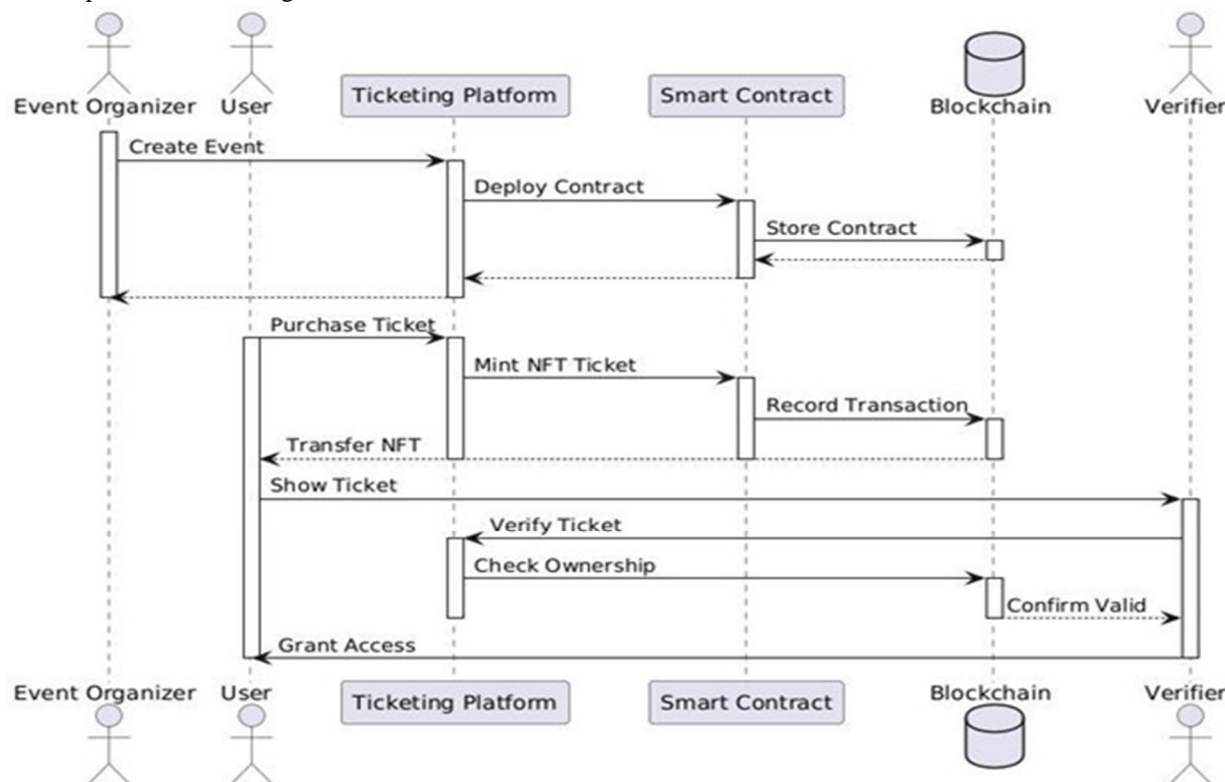 Event Organizer User Ticketing Platform Smart Contract Blockchain Verifier
Create Event
Deploy Contract
Store Contract
Purchase Ticket
Mint NFT Ticket
Record Transaction
Transfer NFT
Show Ticket
Verify Ticket
Check Ownership
Confirm Valid
Grant Access
Event Organizer User Ticketing Platform Smart Contract Blockchain Verifier